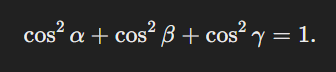 cos² α + cos² β + cos² γ = 1.